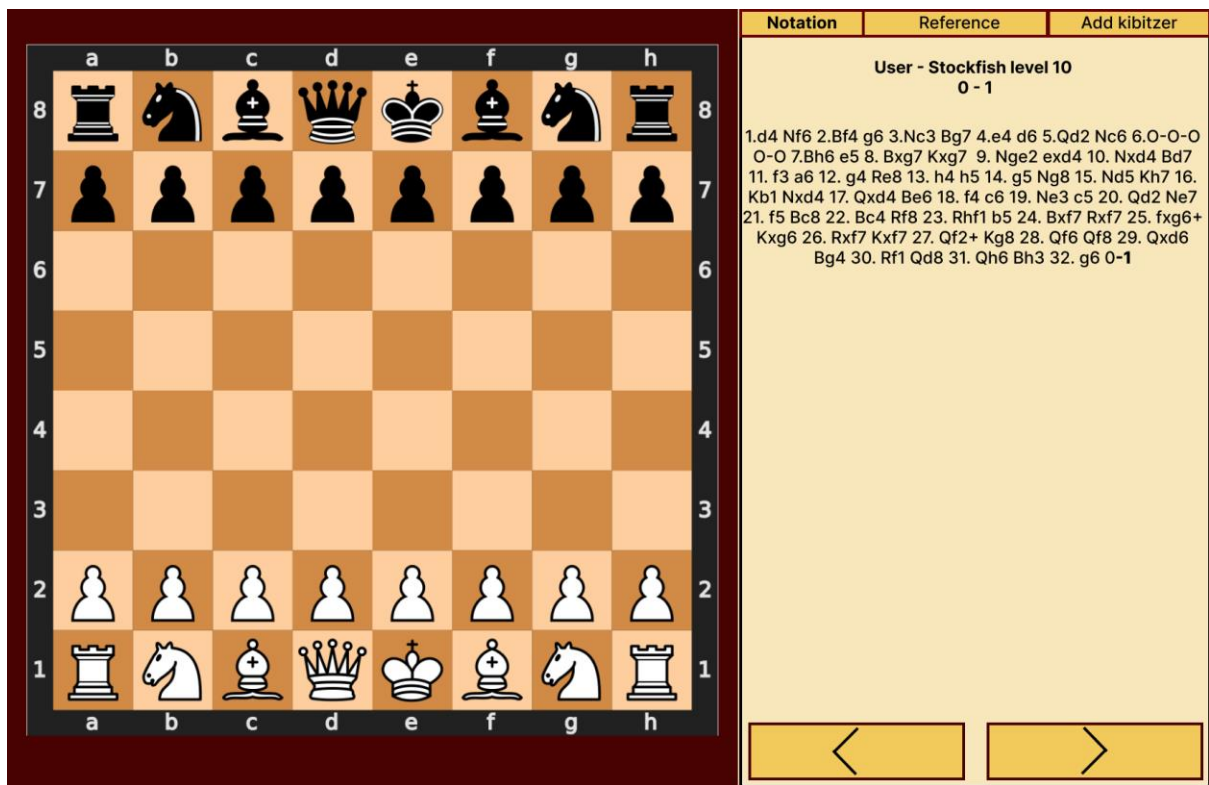 Notation Reference Add kibitzer
User - Stockfish level 10
0 - 1
1.d4 Nf6 2.Bf4 g6 3.Nc3 Bg7 4.e4 d6 5.Qd2 Nc6 6.O-O-O
O-O 7.Bh6 e5 8. Bxg7 Kxg7 9. Nge2 exd4 10. Nxd4 Bd7
11. f3 a6 12. g4 Re8 13. h4 h5 14. g5 Ng8 15. Nd5 Kh7 16.
Kb1 Nxd4 17. Qxd4 Be6 18. f4 c6 19. Ne3 c5 20. Qd2 Ne7
21. f5 Bc8 22. Bc4 Rf8 23. Rhf1 b5 24. Bxf7 Rxf7 25. fxg6+
Kxg6 26. Rxf7 Kxf7 27. Qf2+ Kg8 28. Qf6 Qf8 29. Qxd6
Bg4 30. Rf1 Qd8 31. Qh6 Bh3 32. g6 0-1
a b c d e f g h
8 8
7 7
6 6
5 5
4 4
3 3
2 2
1 1
a b c d e f g h